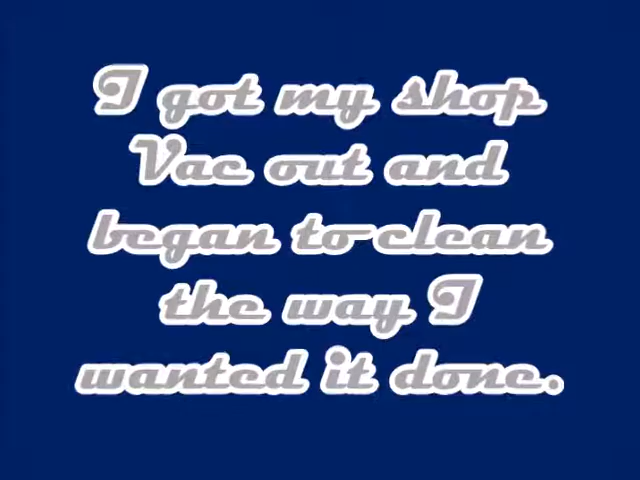 I got my shop
Vac out and
began to clean
the way I
wanted it done.